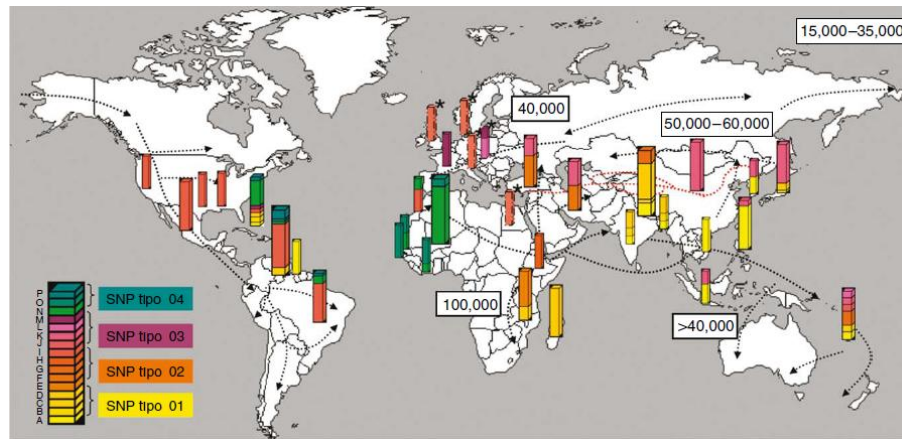 15,000–35,000
40,000
50,000–60,000
100,000
>40,000
P
O
N
M
L
K
J
I
H
G
F
E
D
C
B
A
SNP tipo 04
SNP tipo 03
SNP tipo 02
SNP tipo 01
*
*
*
*
*